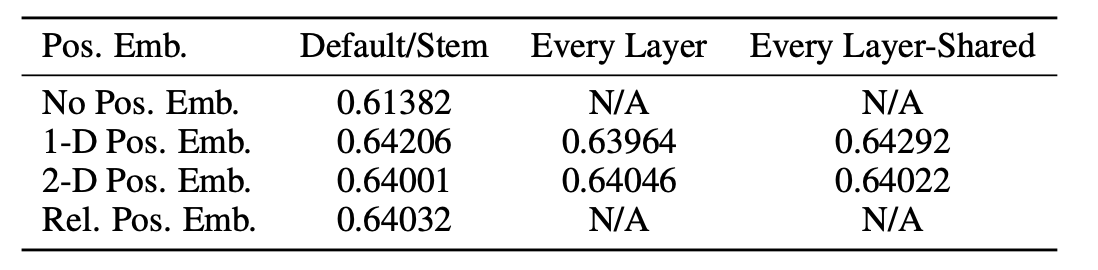 Pos. Emb. Default/Stem Every Layer Every Layer-Shared
No Pos. Emb. 0.61382 N/A N/A
1-D Pos. Emb. 0.64206 0.63964 0.64292
2-D Pos. Emb. 0.64001 0.64046 0.64022
Rel. Pos. Emb. 0.64032 N/A N/A